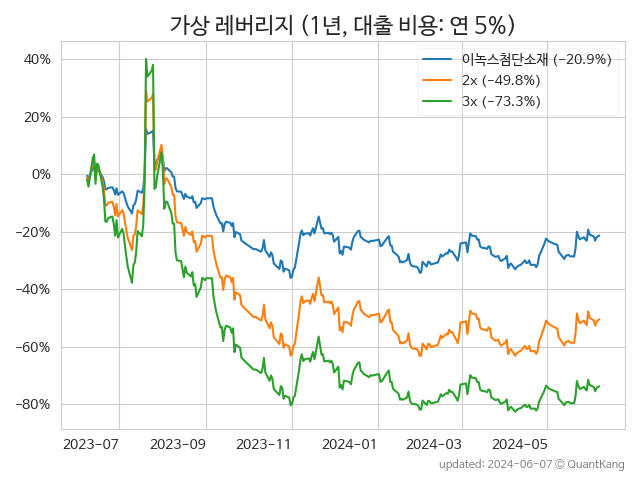 가상 레버리지 (1년, 대출 비용: 연 5%)
이녹스첨단소재 (-20.9%)
2x (-49.8%)
3x (-73.3%)
40%
20%
0%
-20%
-40%
-60%
-80%
2023-07
2023-09
2023-11
2024-01
2024-03
2024-05
updated: 2024-06-07 © QuantKang